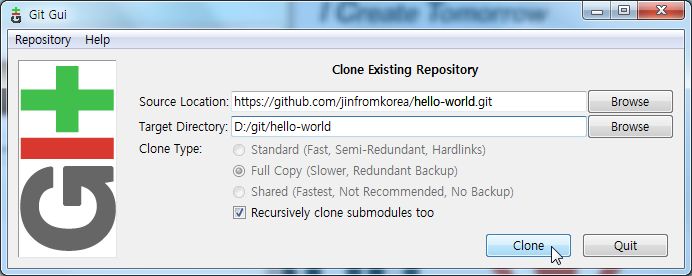 I Create Tomorrow
Git Gui
Repository Help
GIT
Clone Existing Repository
Source Location: https://github.com/jinfromkorea/hello-world.git Browse
Target Directory: D:/git/hello-world Browse
Clone Type: Standard (Fast, Semi-Redundant, Hardlinks)
Full Copy (Slower, Redundant Backup)
Shared (Fastest, Not Recommended, No Backup)
Recursively clone submodules too
Clone Quit